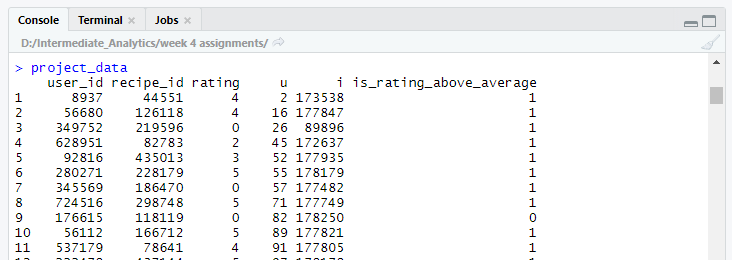 Console Terminal × Jobs ×
D:/Intermediate_Analytics/week 4 assignments/
> project_data
user_id recipe_id rating u i is_rating_above_average
1 8937 44551 4 2 173538 1
2 56680 126118 4 16 177847 1
3 349752 219596 0 26 89896 1
4 628951 82783 2 45 172637 1
5 92816 435013 3 52 177935 1
6 280271 228179 5 55 178179 1
7 345569 186470 0 57 177482 1
8 724516 298748 5 71 177749 1
9 176615 118119 0 82 178250 0
10 56112 166712 5 89 177821 1
11 537179 78641 4 91 177805 1